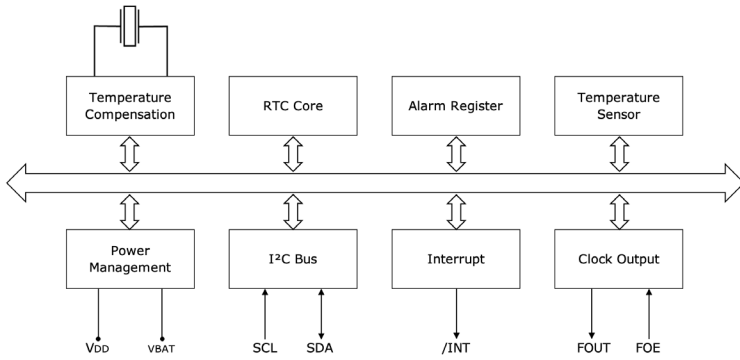 Temperature
Compensation
RTC Core
Alarm Register
Temperature
Sensor
Power
Management
I²C Bus
Interrupt
Clock Output
VDD
VBAT
SCL
SDA
/INT
FOUT
FOE